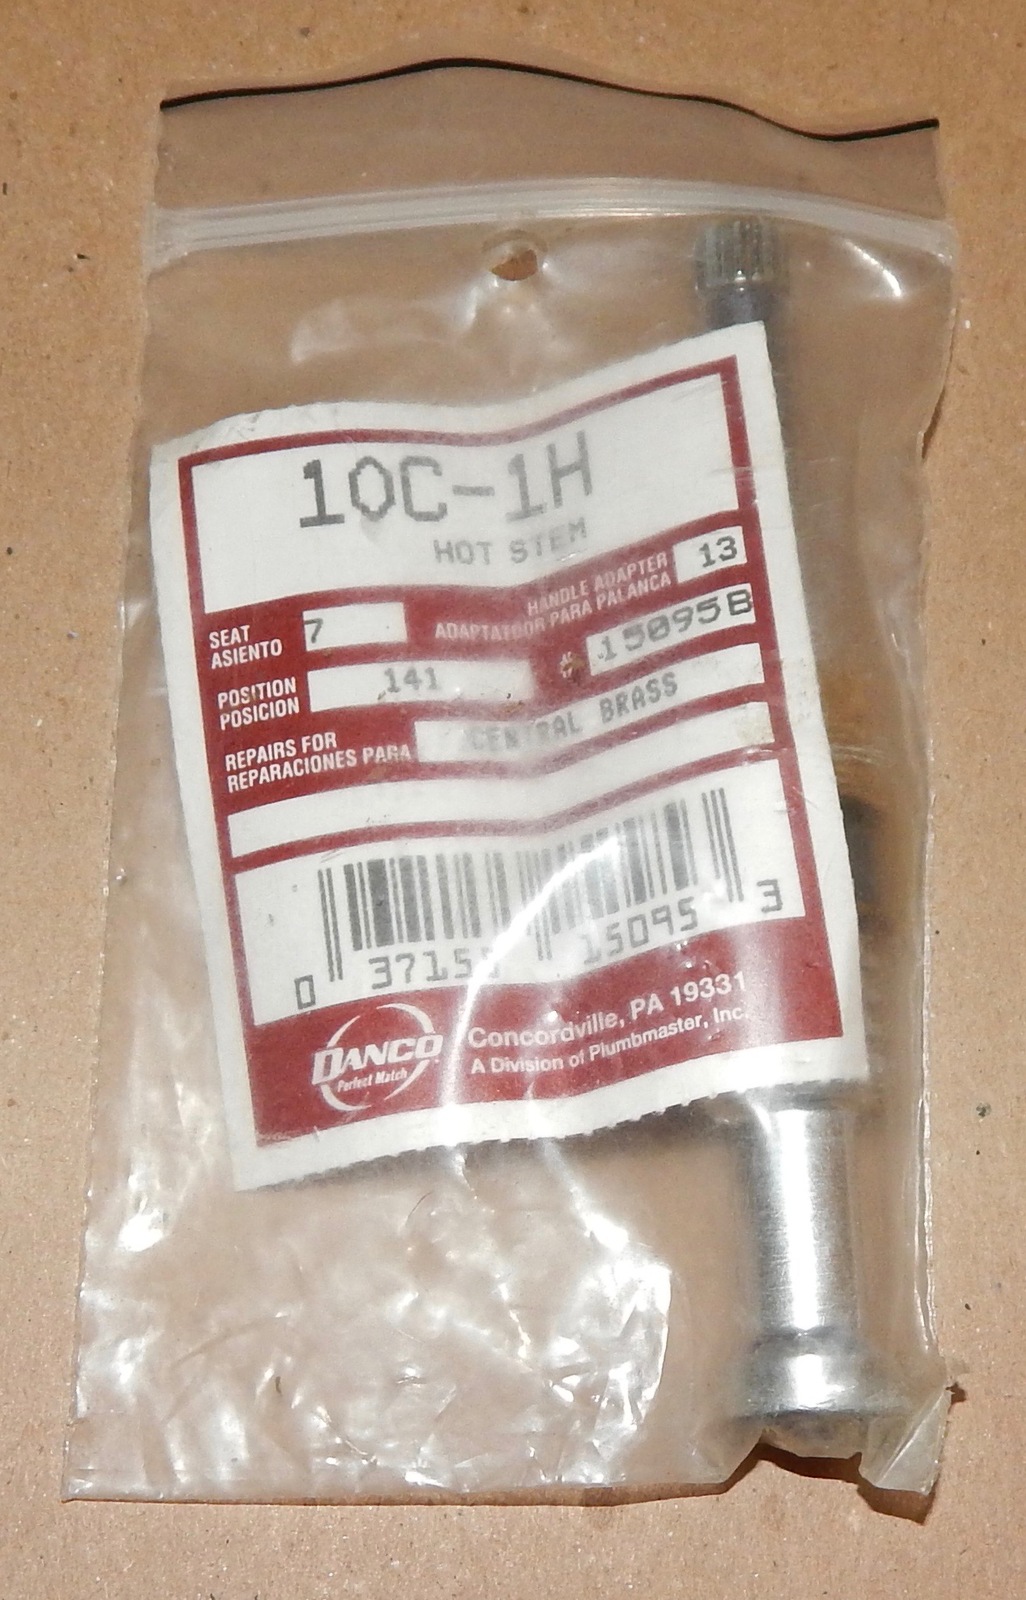 10C-1H
HOT STEM
HANDLE ADAPTER 13
ADAPTADOR PARA PALANCA
SEAT 7
ASIENTO
# 15095B
POSITION 141
POSICION
REPAIRS FOR CENTRAL BRASS
REPARACIONES PARA
0 37155 15095 3
DANCO
Perfect Match
Concordville, PA 19331
A Division of Plumbmaster, Inc.